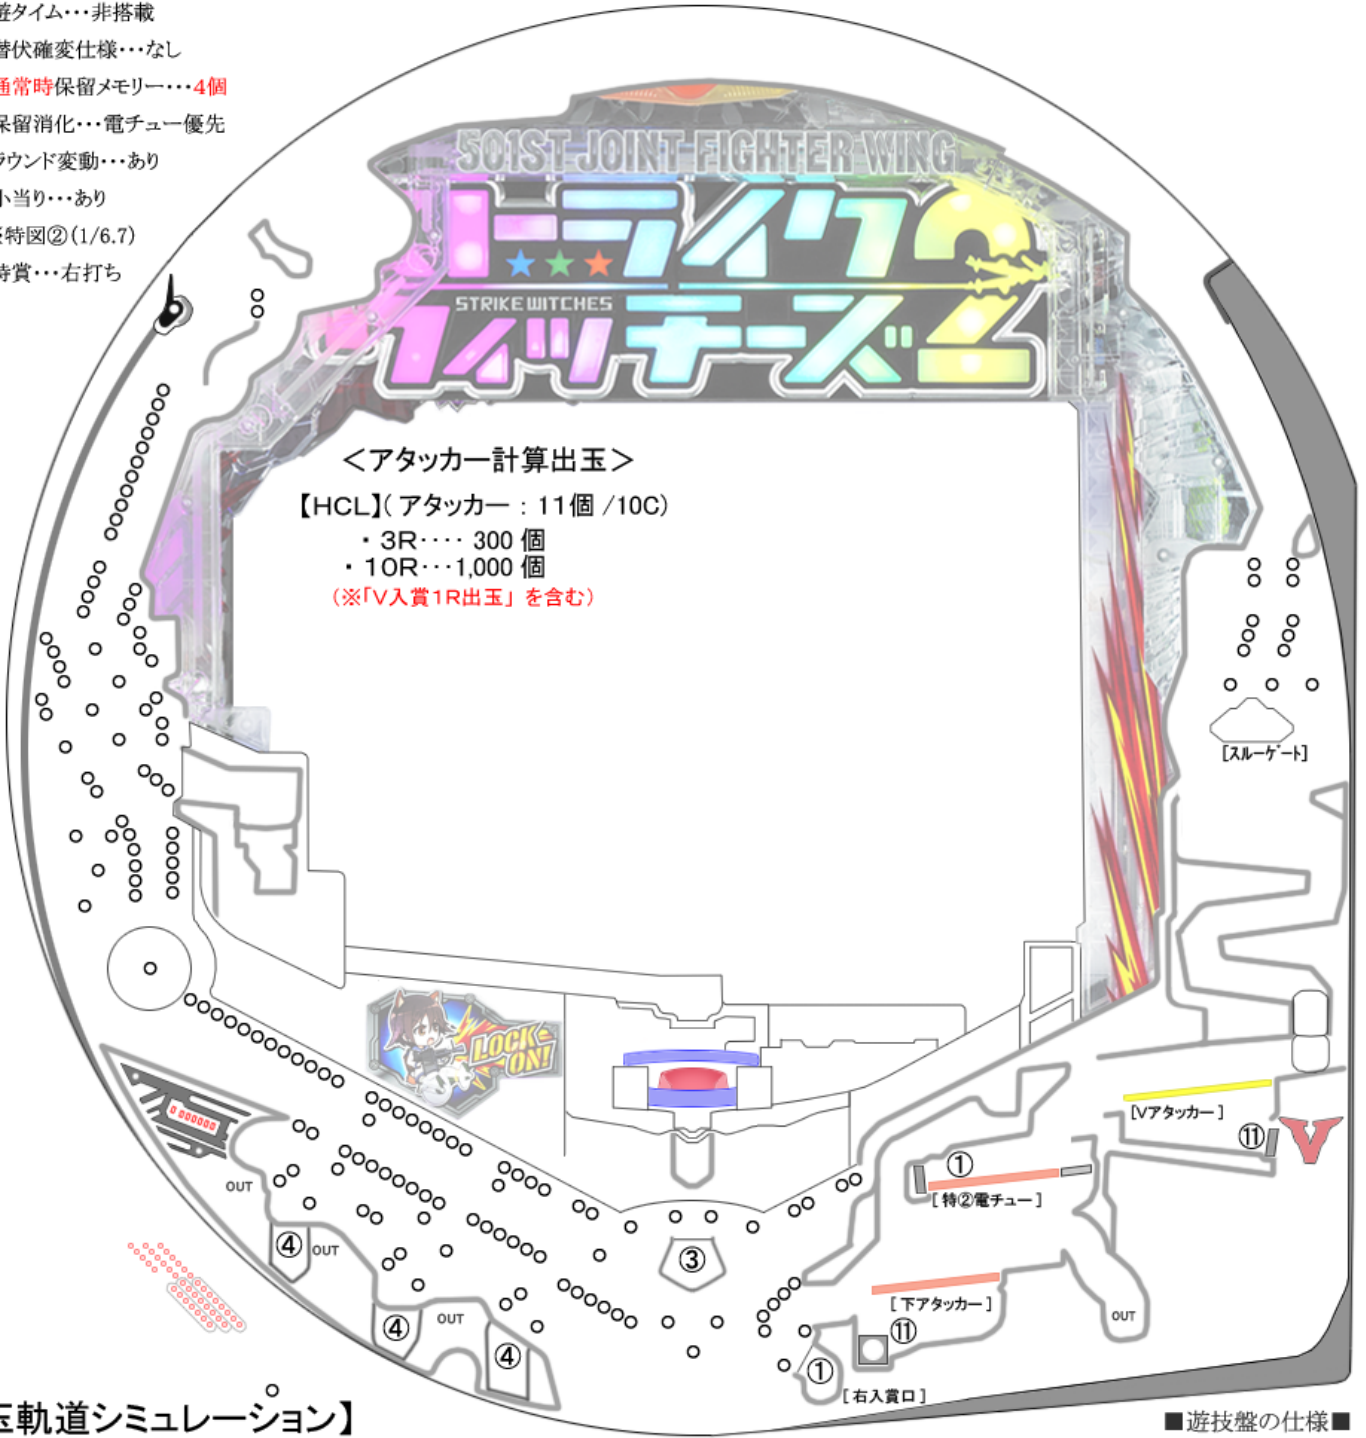 遊タイム･･･非搭載
潜伏確変仕様･･･なし
通常時保留メモリー･･･4個
保留消化･･･電チュー優先
ラウンド変動･･･あり
小当り･･･あり
※特図②(1/6.7)
時賞･･･右打ち
501ST JOINT FIGHTER WING
トライク
STRIKE WITCHES
ウィッチーズ2
＜アタッカー計算出玉＞
【HCL】( アタッカー : 11個 /10C)
・ 3R････ 300 個
・ 10R･･･1,000 個
(※「V入賞1R出玉」 を含む)
[スルーゲート]
LOCK ON!
[Vアタッカー]
⑪
V
①
[ 特②電チュー ]
OUT
④
OUT
③
[ 下アタッカー ]
⑪
OUT
④
OUT
④
①
[ 右入賞口 ]
玉軌道シミュレーション】
■遊技盤の仕様■